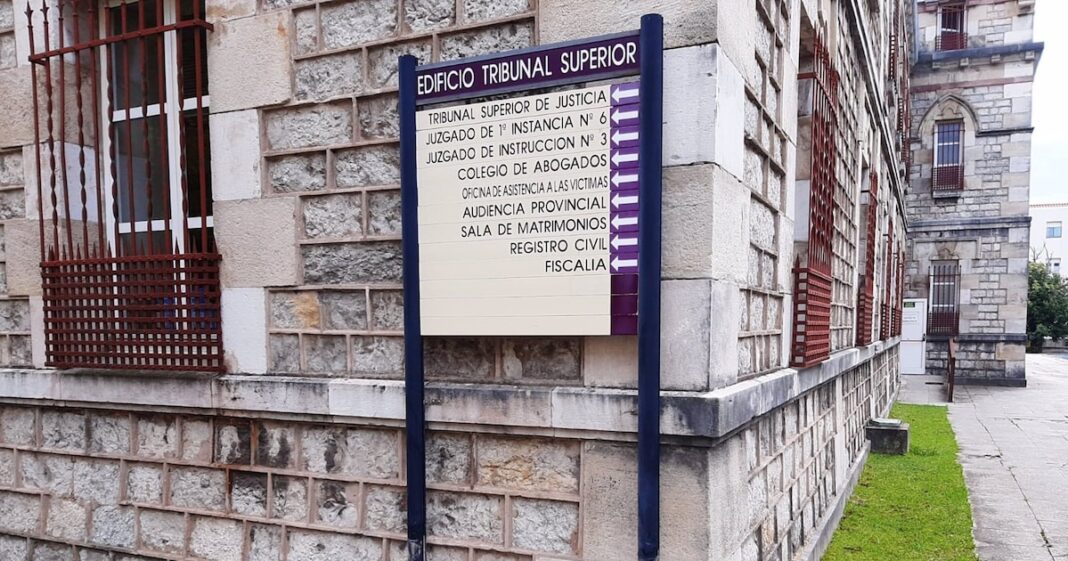 EDIFICIO TRIBUNAL SUPERIOR
TRIBUNAL SUPERIOR DE JUSTICIA
JUZGADO DE 1ª INSTANCIA Nº 6
JUZGADO DE INSTRUCCION Nº 3
COLEGIO DE ABOGADOS
OFICINA DE ASISTENCIA A LAS VICTIMAS
AUDIENCIA PROVINCIAL
SALA DE MATRIMONIOS
REGISTRO CIVIL
FISCALIA